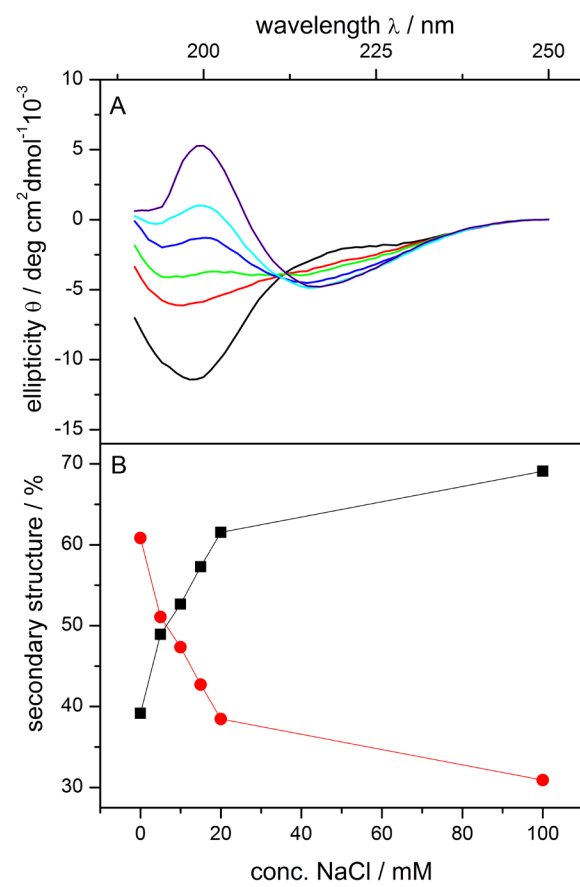 wavelength λ / nm
200 225 250
A
ellipticity θ / deg cm²dmol⁻¹10⁻³
10
5
0
-5
-10
-15
B
secondary structure / %
70
60
50
40
30
0 20 40 60 80 100
conc. NaCl / mM